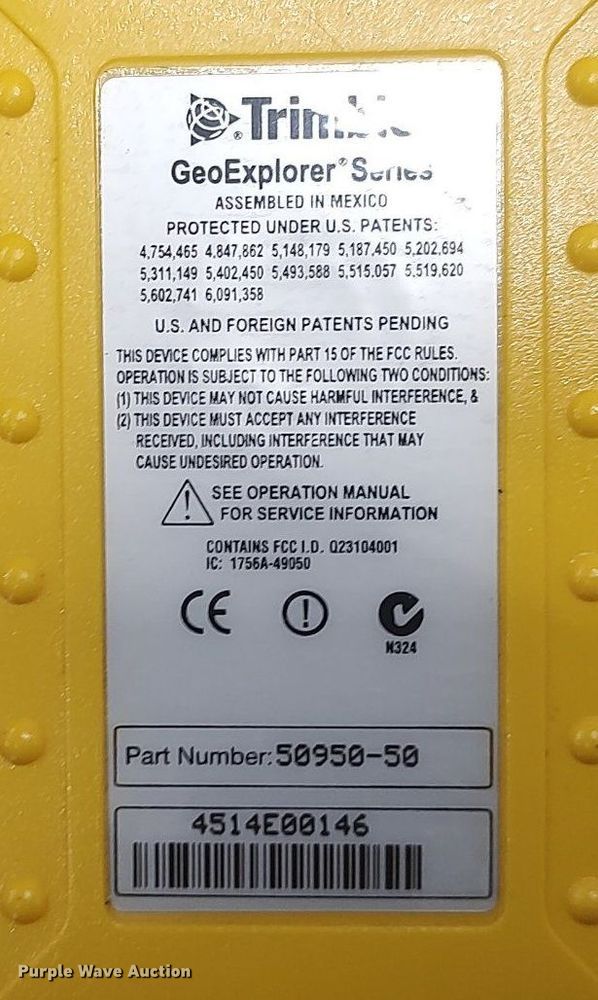 Trimble
GeoExplorer® Series
ASSEMBLED IN MEXICO
PROTECTED UNDER U.S. PATENTS:
4,754,465 4,847,862 5,148,179 5,187,450 5,202,694
5,311,149 5,402,450 5,493,588 5,515,057 5,519,620
5,602,741 6,091,358
U.S. AND FOREIGN PATENTS PENDING
THIS DEVICE COMPLIES WITH PART 15 OF THE FCC RULES.
OPERATION IS SUBJECT TO THE FOLLOWING TWO CONDITIONS:
(1) THIS DEVICE MAY NOT CAUSE HARMFUL INTERFERENCE, &
(2) THIS DEVICE MUST ACCEPT ANY INTERFERENCE
RECEIVED, INCLUDING INTERFERENCE THAT MAY
CAUSE UNDESIRED OPERATION.
SEE OPERATION MANUAL
FOR SERVICE INFORMATION
CONTAINS FCC I.D. Q23104001
IC: 1756A-49050
CE
N324
Part Number: 50950-50
4514E00146
Purple Wave Auction